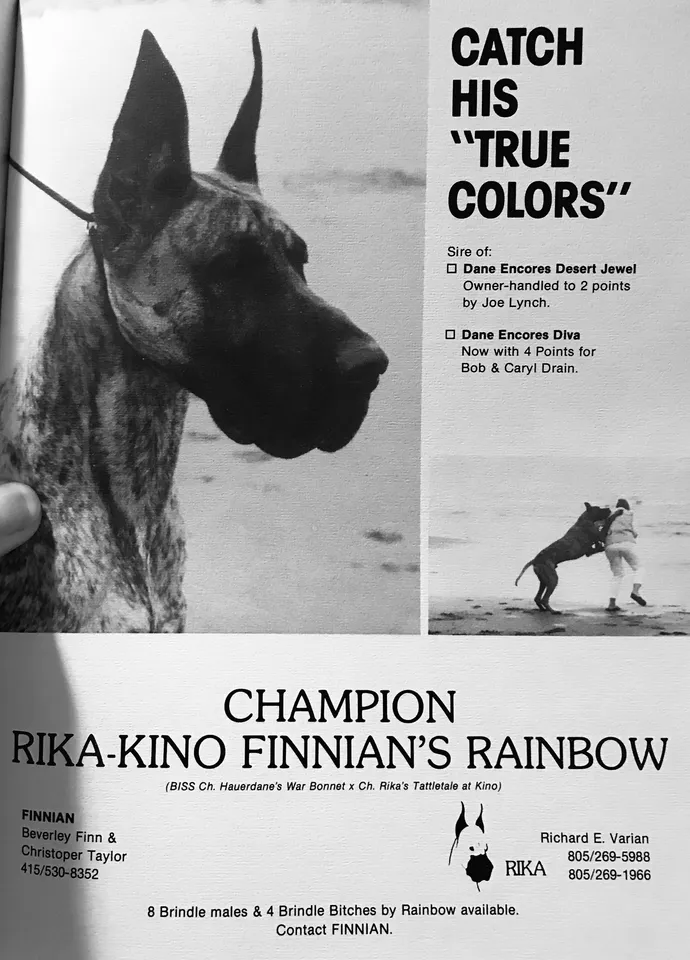 CATCH
HIS
"TRUE
COLORS"
Sire of:
Dane Encores Desert Jewel
Owner-handled to 2 points
by Joe Lynch.
Dane Encores Diva
Now with 4 Points for
Bob & Caryl Drain.
CHAMPION
RIKA-KINO FINNIAN'S RAINBOW
(BISS Ch. Hauerdane's War Bonnet x Ch. Rika's Tattletale at Kino)
FINNIAN
Beverley Finn &
Christoper Taylor
415/530-8352
RIKA
Richard E. Varian
805/269-5988
805/269-1966
8 Brindle males & 4 Brindle Bitches by Rainbow available.
Contact FINNIAN.